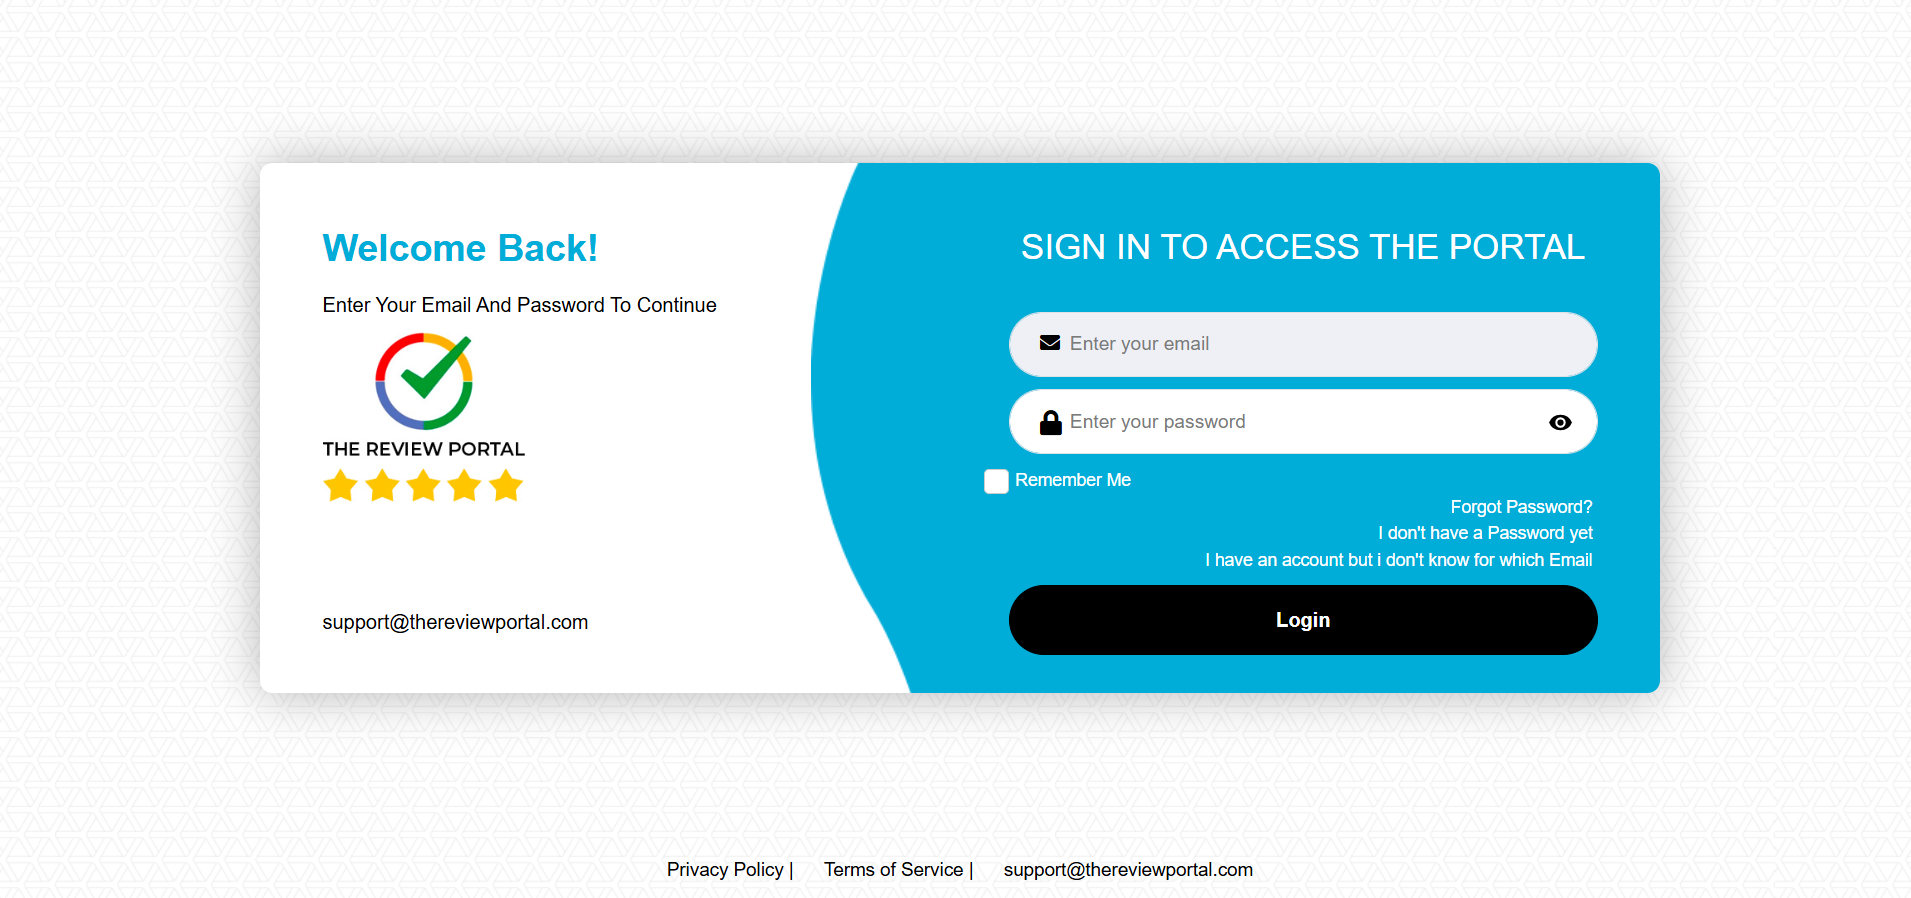 Welcome Back!
Enter Your Email And Password To Continue
THE REVIEW PORTAL
support@thereviewportal.com
SIGN IN TO ACCESS THE PORTAL
Enter your email
Enter your password
Remember Me
Forgot Password?
I don't have a Password yet
I have an account but i don't know for which Email
Login
Privacy Policy | Terms of Service | support@thereviewportal.com